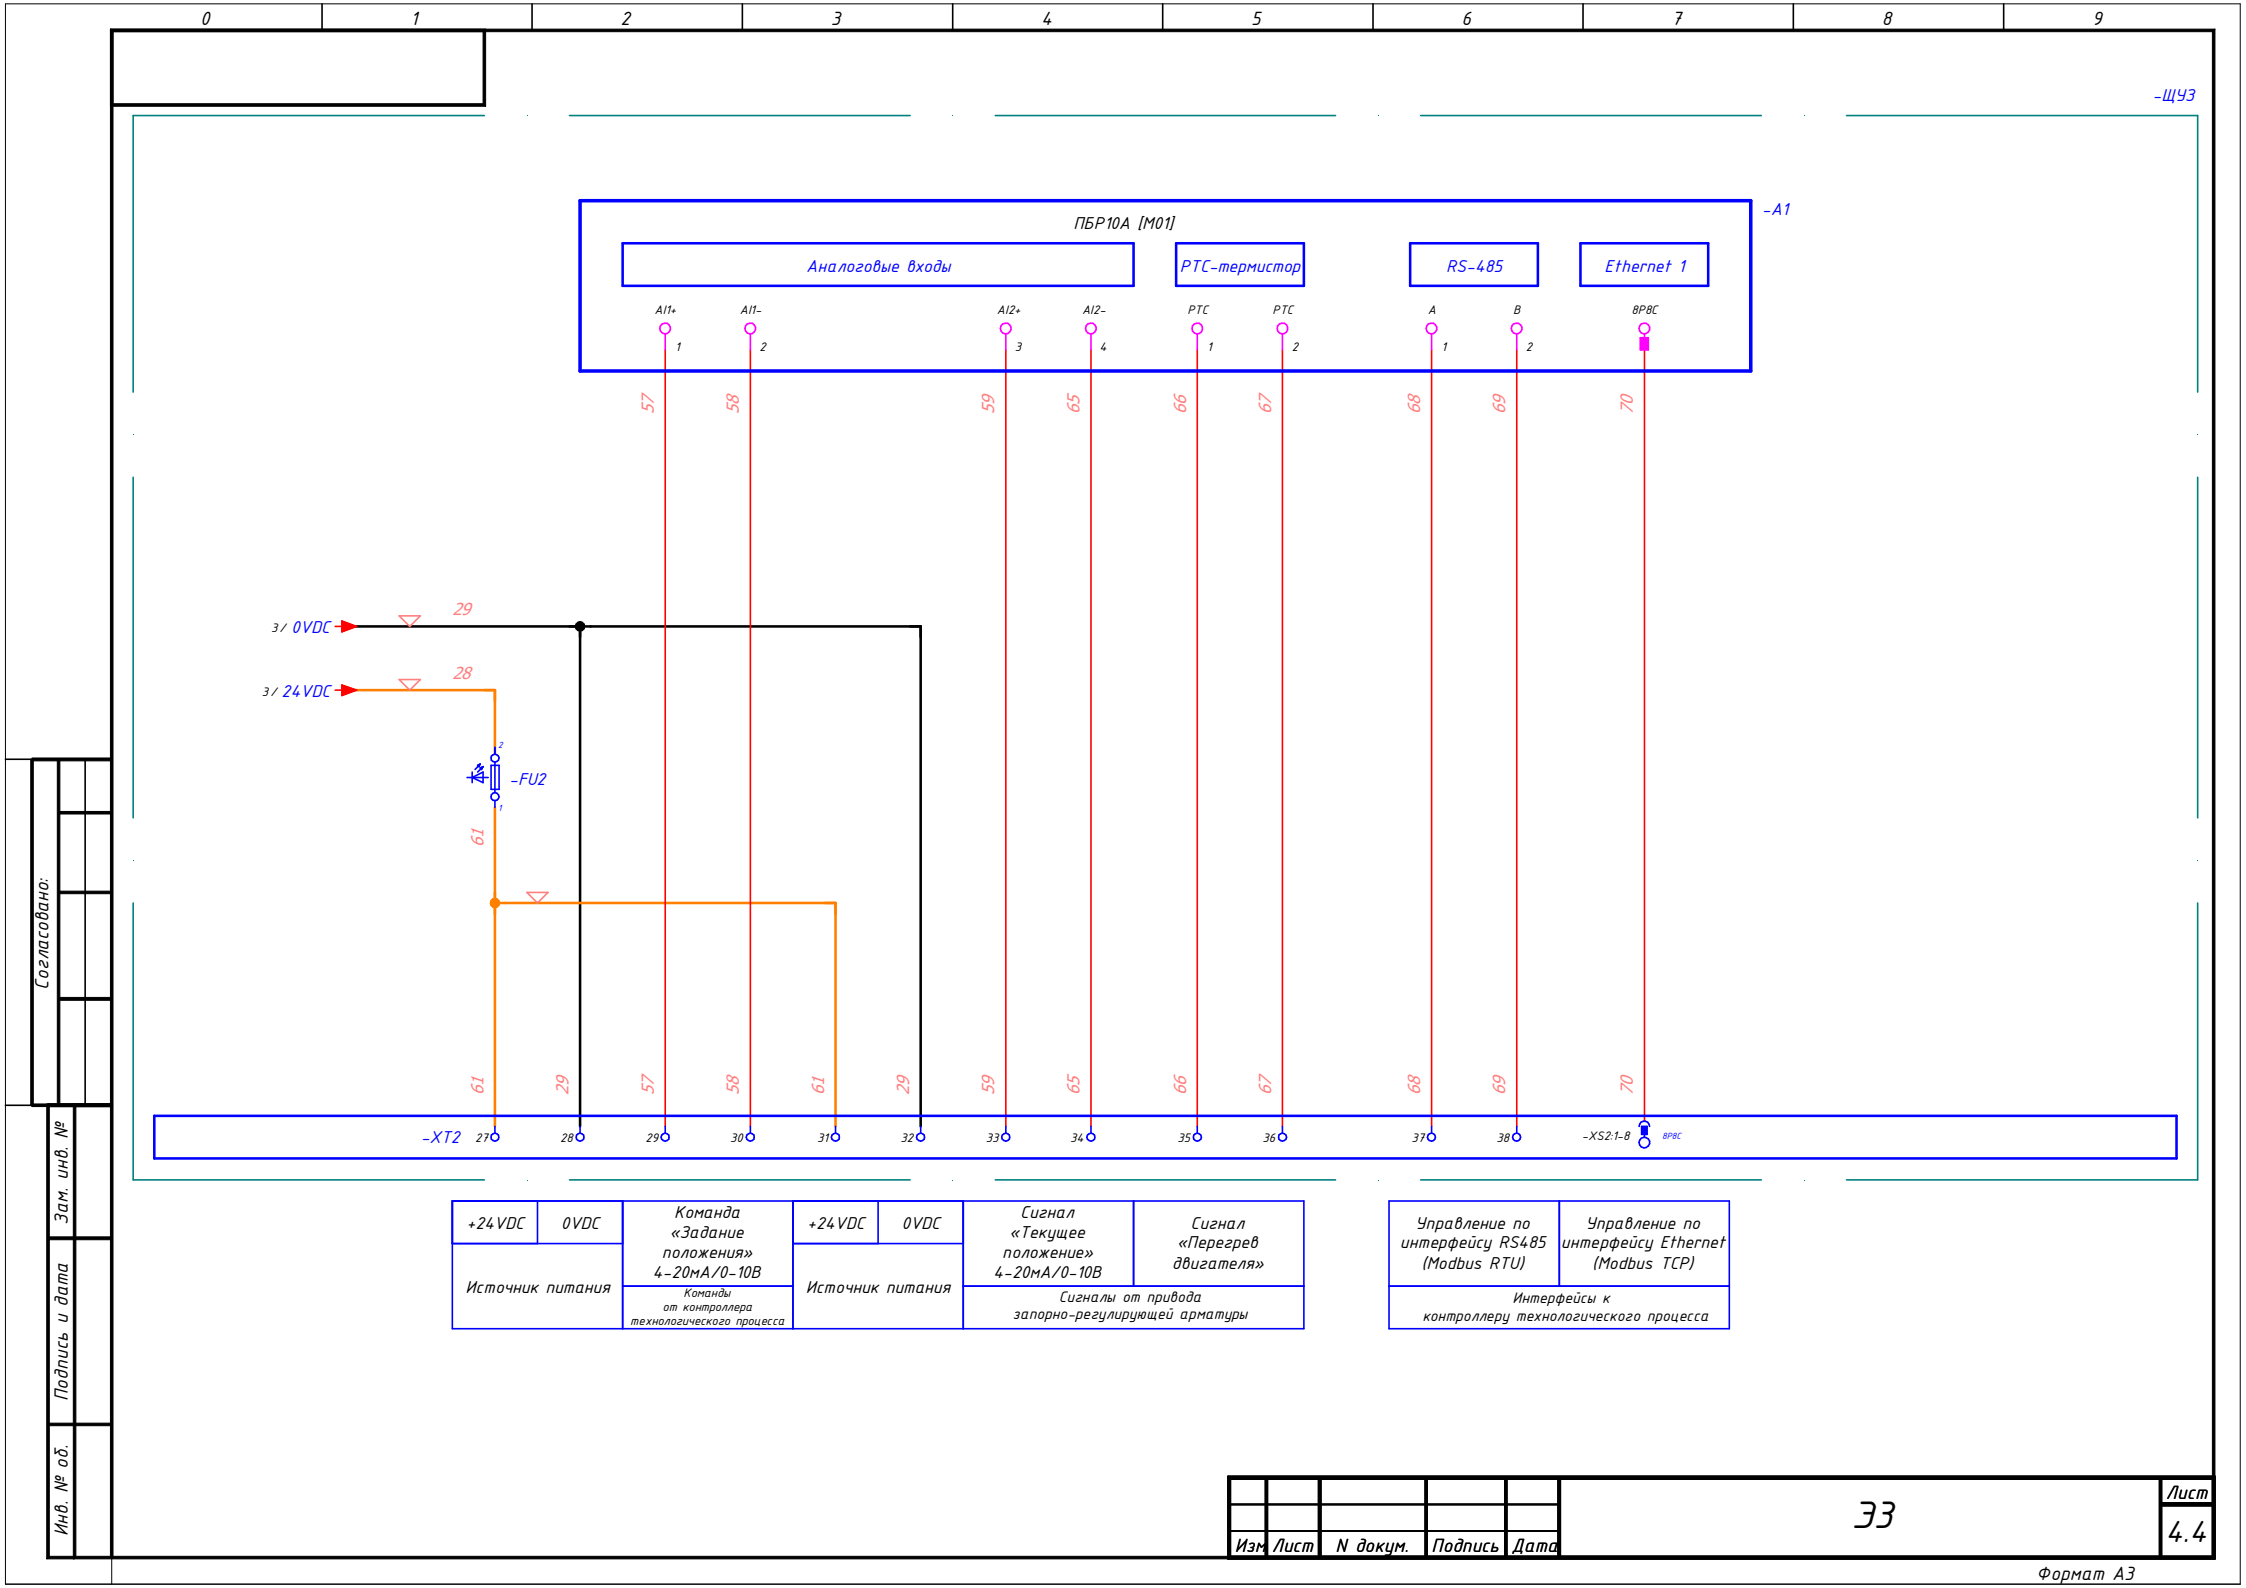 0 1 2 3 4 5 6 7 8 9
-ЩУ3
-A1
ПБР10А [М01]
Аналоговые входы
PTC-термистор
RS-485
Ethernet 1
AI1+ AI1- AI2+ AI2- PTC PTC A B 8P8C
1 2 3 4 1 2 1 2
57 58 59 65 66 67 68 69 70
29
3/ 0VDC
28
3/ 24VDC
2
-FU2
1
61
61 29 57 58 61 29 59 65 66 67 68 69 70
-XT2 27 28 29 30 31 32 33 34 35 36 37 38 -XS2:1-8 8P8C
+24VDC
0VDC
Источник питания
Команда
«Задание
положения»
4-20мА/0-10В
Команды
от контроллера
технологического процесса
+24VDC
0VDC
Источник питания
Сигнал
«Текущее
положение»
4-20мА/0-10В
Сигнал
«Перегрев
двигателя»
Сигналы от привода
запорно-регулирующей арматуры
Управление по
интерфейсу RS485
(Modbus RTU)
Управление по
интерфейсу Ethernet
(Modbus TCP)
Интерфейсы к
контроллеру технологического процесса
Согласовано:
Зам. инв. №
Подпись и дата
Инв. № об.
Изм Лист N докум. Подпись Дата
Э3
Лист
4.4
Формат А3